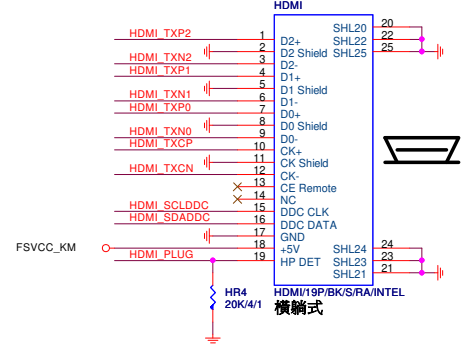 HDMI
HDMI_TXP2 1 D2+ SHL20 20
2 D2 Shield SHL22 22
HDMI_TXN2 3 D2- SHL25 25
HDMI_TXP1 4 D1+
5 D1 Shield
HDMI_TXN1 6 D1-
HDMI_TXP0 7 D0+
8 D0 Shield
HDMI_TXN0 9 D0-
HDMI_TXCP 10 CK+
11 CK Shield
HDMI_TXCN 12 CK-
13 CE Remote
14 NC
HDMI_SCLDDC 15 DDC CLK
HDMI_SDADDC 16 DDC DATA
17 GND
FSVCC_KM 18 +5V SHL24 24
HDMI_PLUG 19 HP DET SHL23 23
SHL21 21
HR4
20K/4/1
HDMI/19P/BK/S/RA/INTEL
橫躺式